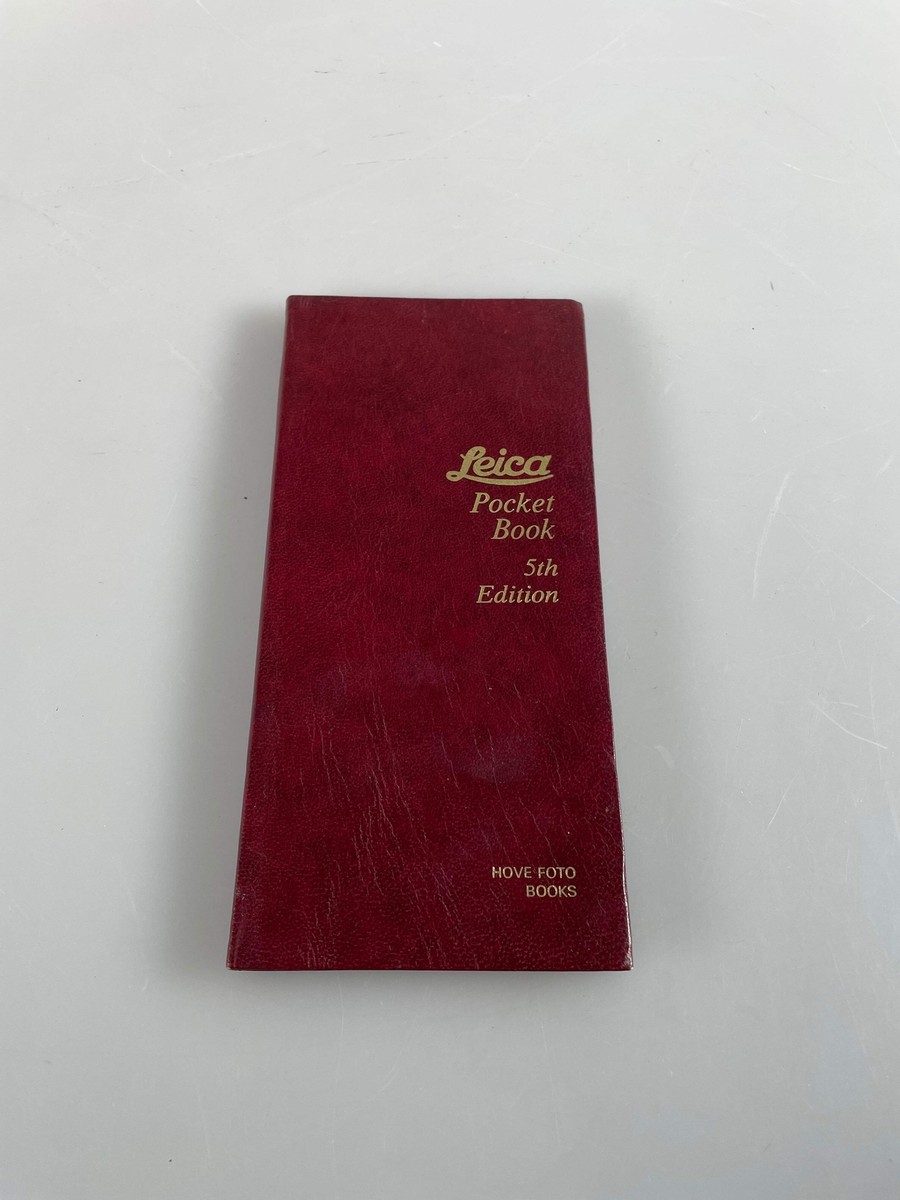 Leica
Pocket
Book
5th
Edition
HOVE FOTO
BOOKS